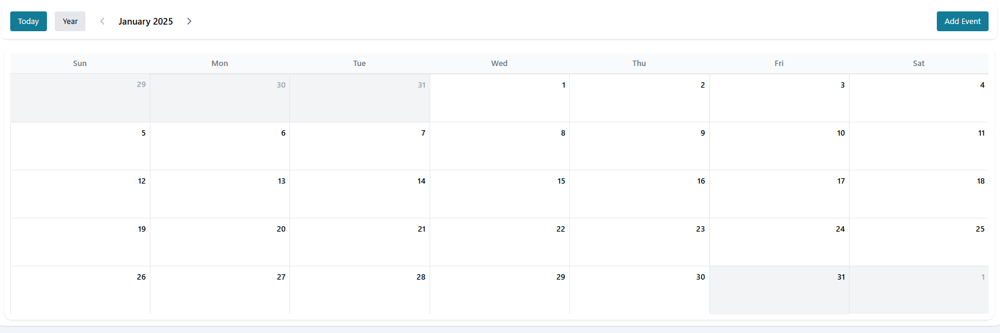 Today Year January 2025 Add Event
Sun Mon Tue Wed Thu Fri Sat
29 30 31 1 2 3 4
5 6 7 8 9 10 11
12 13 14 15 16 17 18
19 20 21 22 23 24 25
26 27 28 29 30 31 1